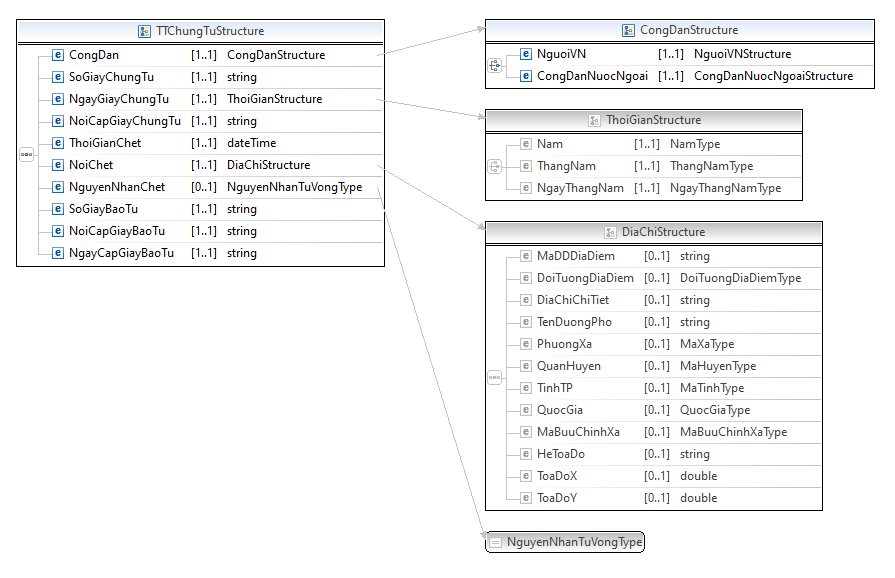 TTChungTuStructure
CongDan [1..1] CongDanStructure
SoGiayChungTu [1..1] string
NgayGiayChungTu [1..1] ThoiGianStructure
NoiCapGiayChungTu [1..1] string
ThoiGianChet [1..1] dateTime
NoiChet [1..1] DiaChiStructure
NguyenNhanChet [0..1] NguyenNhanTuVongType
SoGiayBaoTu [1..1] string
NoiCapGiayBaoTu [1..1] string
NgayCapGiayBaoTu [1..1] string
CongDanStructure
NguoiVN [1..1] NguoiVNStructure
CongDanNuocNgoai [1..1] CongDanNuocNgoaiStructure
ThoiGianStructure
Nam [1..1] NamType
ThangNam [1..1] ThangNamType
NgayThangNam [1..1] NgayThangNamType
DiaChiStructure
MaDDDiaDiem [0..1] string
DoiTuongDiaDiem [0..1] DoiTuongDiaDiemType
DiaChiChiTiet [0..1] string
TenDuongPho [0..1] string
PhuongXa [0..1] MaXaType
QuanHuyen [0..1] MaHuyenType
TinhTP [0..1] MaTinhType
QuocGia [0..1] QuocGiaType
MaBuuChinhXa [0..1] MaBuuChinhXaType
HeToaDo [0..1] string
ToaDoX [0..1] double
ToaDoY [0..1] double
NguyenNhanTuVongType